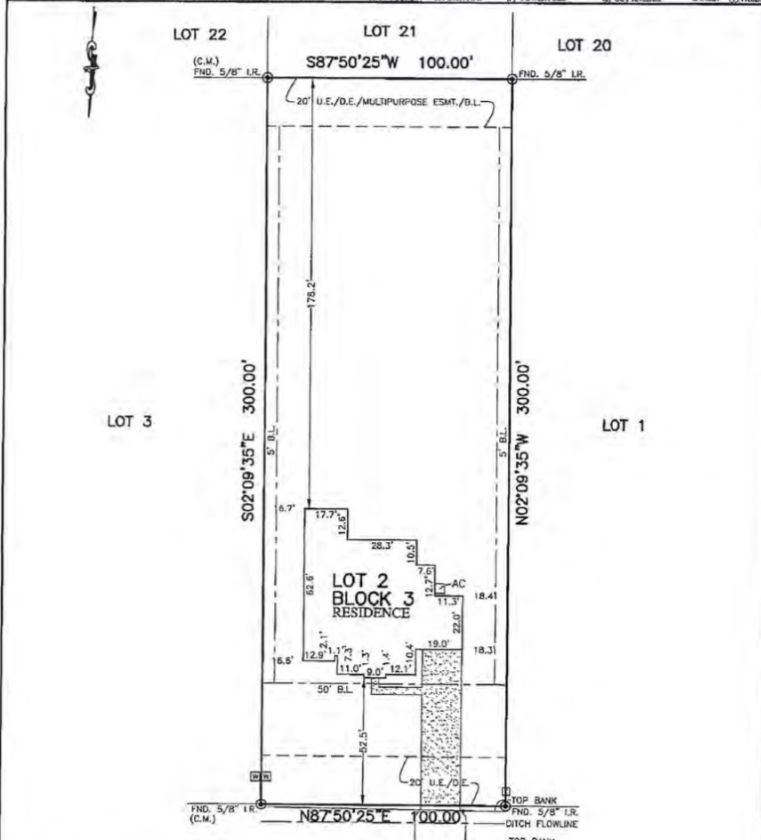 LOT 22
LOT 21
LOT 20
(C.M.)
FND. 5/8" I.R.
S87°50'25"W 100.00'
FND. 5/8" I.R.
20' U.E./D.E./MULTIPURPOSE ESMT./B.L.
178.2'
S02°09'35"E 300.00'
N02°09'35"W 300.00'
LOT 3
LOT 1
5' B.L.
5' B.L.
17.7'
12.6'
28.3'
10.5'
7.6'
12.7'
AC
11.3'
18.4'
62.6'
LOT 2
BLOCK 3
RESIDENCE
22.0'
19.0'
18.3'
16.6'
12.9'
2.1'
1.1'
7.3'
11.0'
1.3'
9.0'
1.4'
12.1'
10.4'
50' B.L.
52.5'
20' U.E./D.E.
W W
FND. 5/8" I.R.
(C.M.)
N87°50'25"E 100.00'
TOP BANK
FND. 5/8" I.R.
DITCH FLOWLINE
TOP BANK